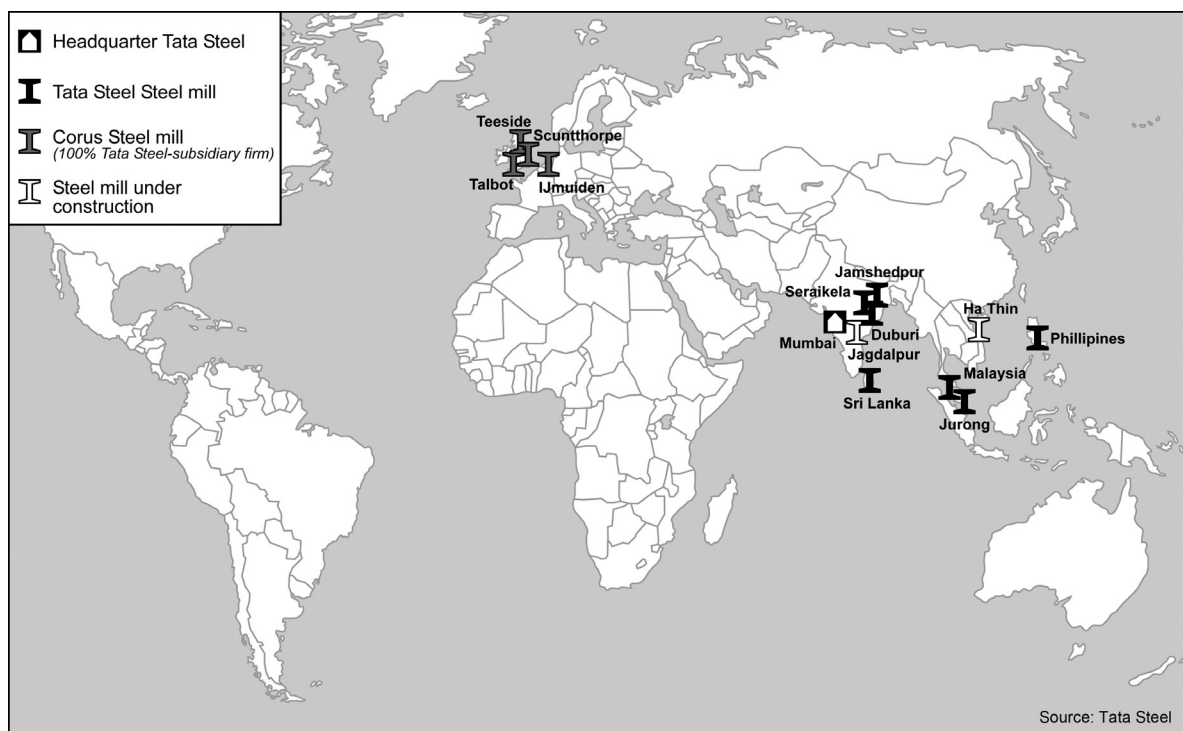 Headquarter Tata Steel
Tata Steel Steel mill
Corus Steel mill
(100% Tata Steel-subsidiary firm)
Steel mill under
construction
Teeside
Scuntthorpe
Talbot
IJmuiden
Jamshedpur
Seraikela
Ha Thin
Mumbai
Duburi
Phillipines
Jagdalpur
Malaysia
Sri Lanka
Jurong
Source: Tata Steel